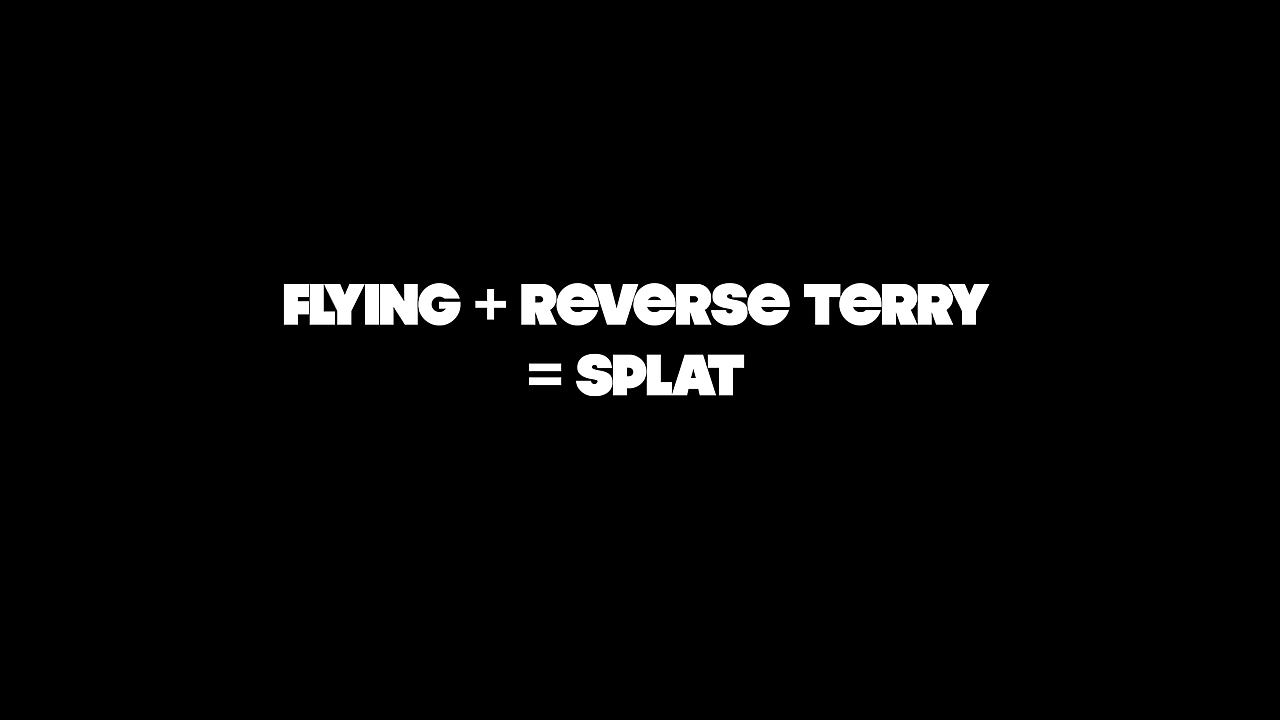 FLYING + REVERSE TERRY
= SPLAT